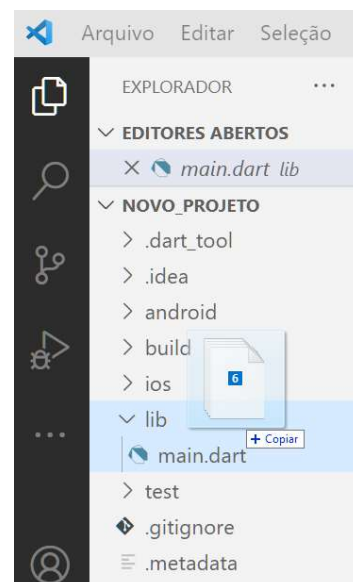 Arquivo Editar Seleção
EXPLORADOR ...
EDITORES ABERTOS
main.dart lib
NOVO_PROJETO
.dart_tool
.idea
android
build
6
ios
lib
+ Copiar
main.dart
test
.gitignore
.metadata